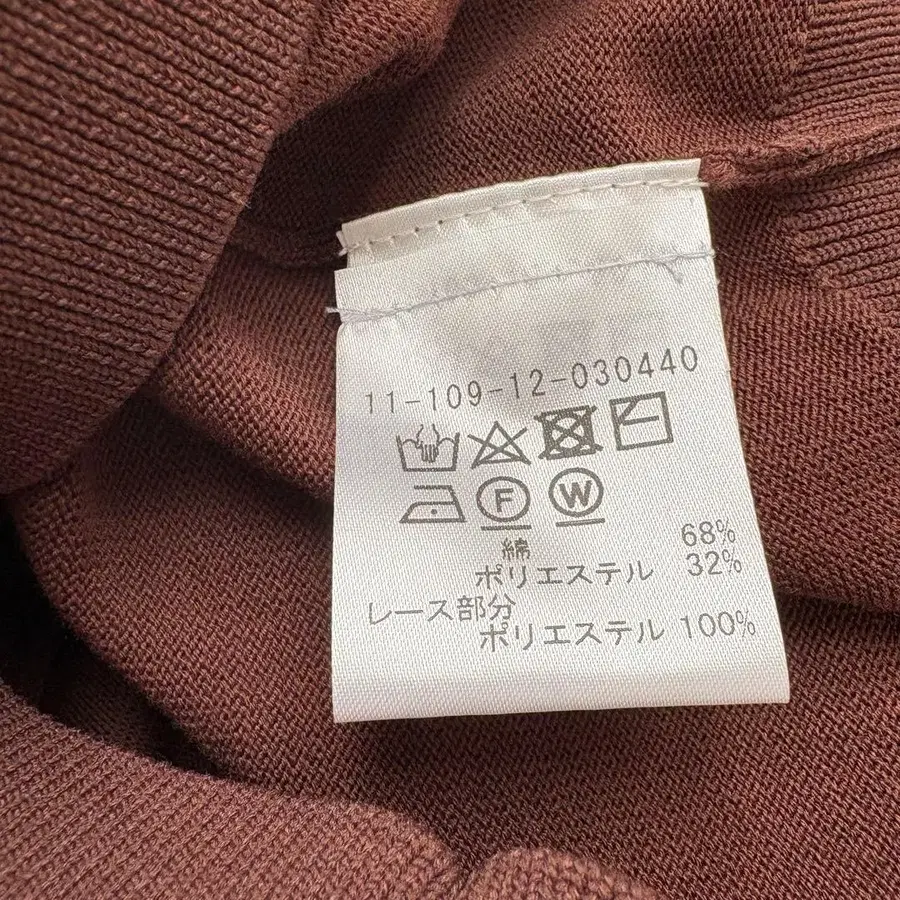 11-109-12-030440
F W
綿 68%
ポリエステル 32%
レース部分
ポリエステル 100%